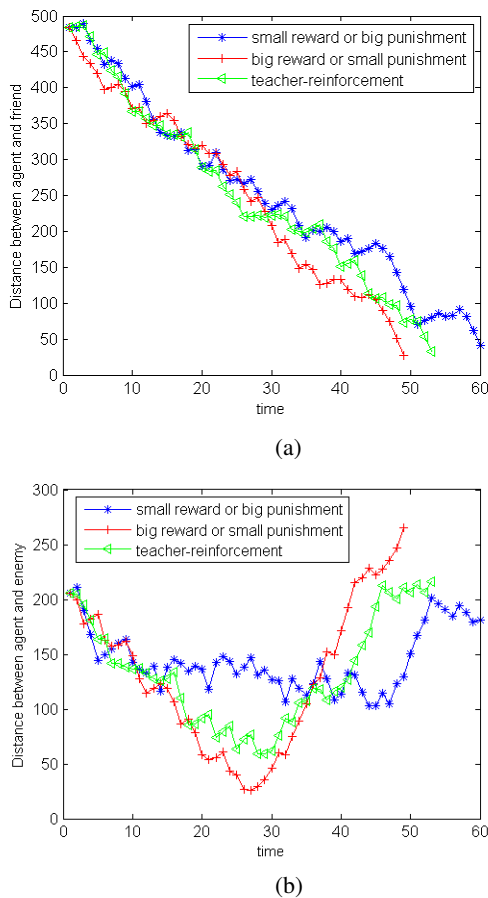 500
450
400
350
300
250
200
150
100
50
0
Distance between agent and friend
small reward or big punishment
big reward or small punishment
teacher-reinforcement
0 10 20 30 40 50 60
time
(a)
300
250
200
150
100
50
0
Distance between agent and enemy
small reward or big punishment
big reward or small punishment
teacher-reinforcement
0 10 20 30 40 50 60
time
(b)